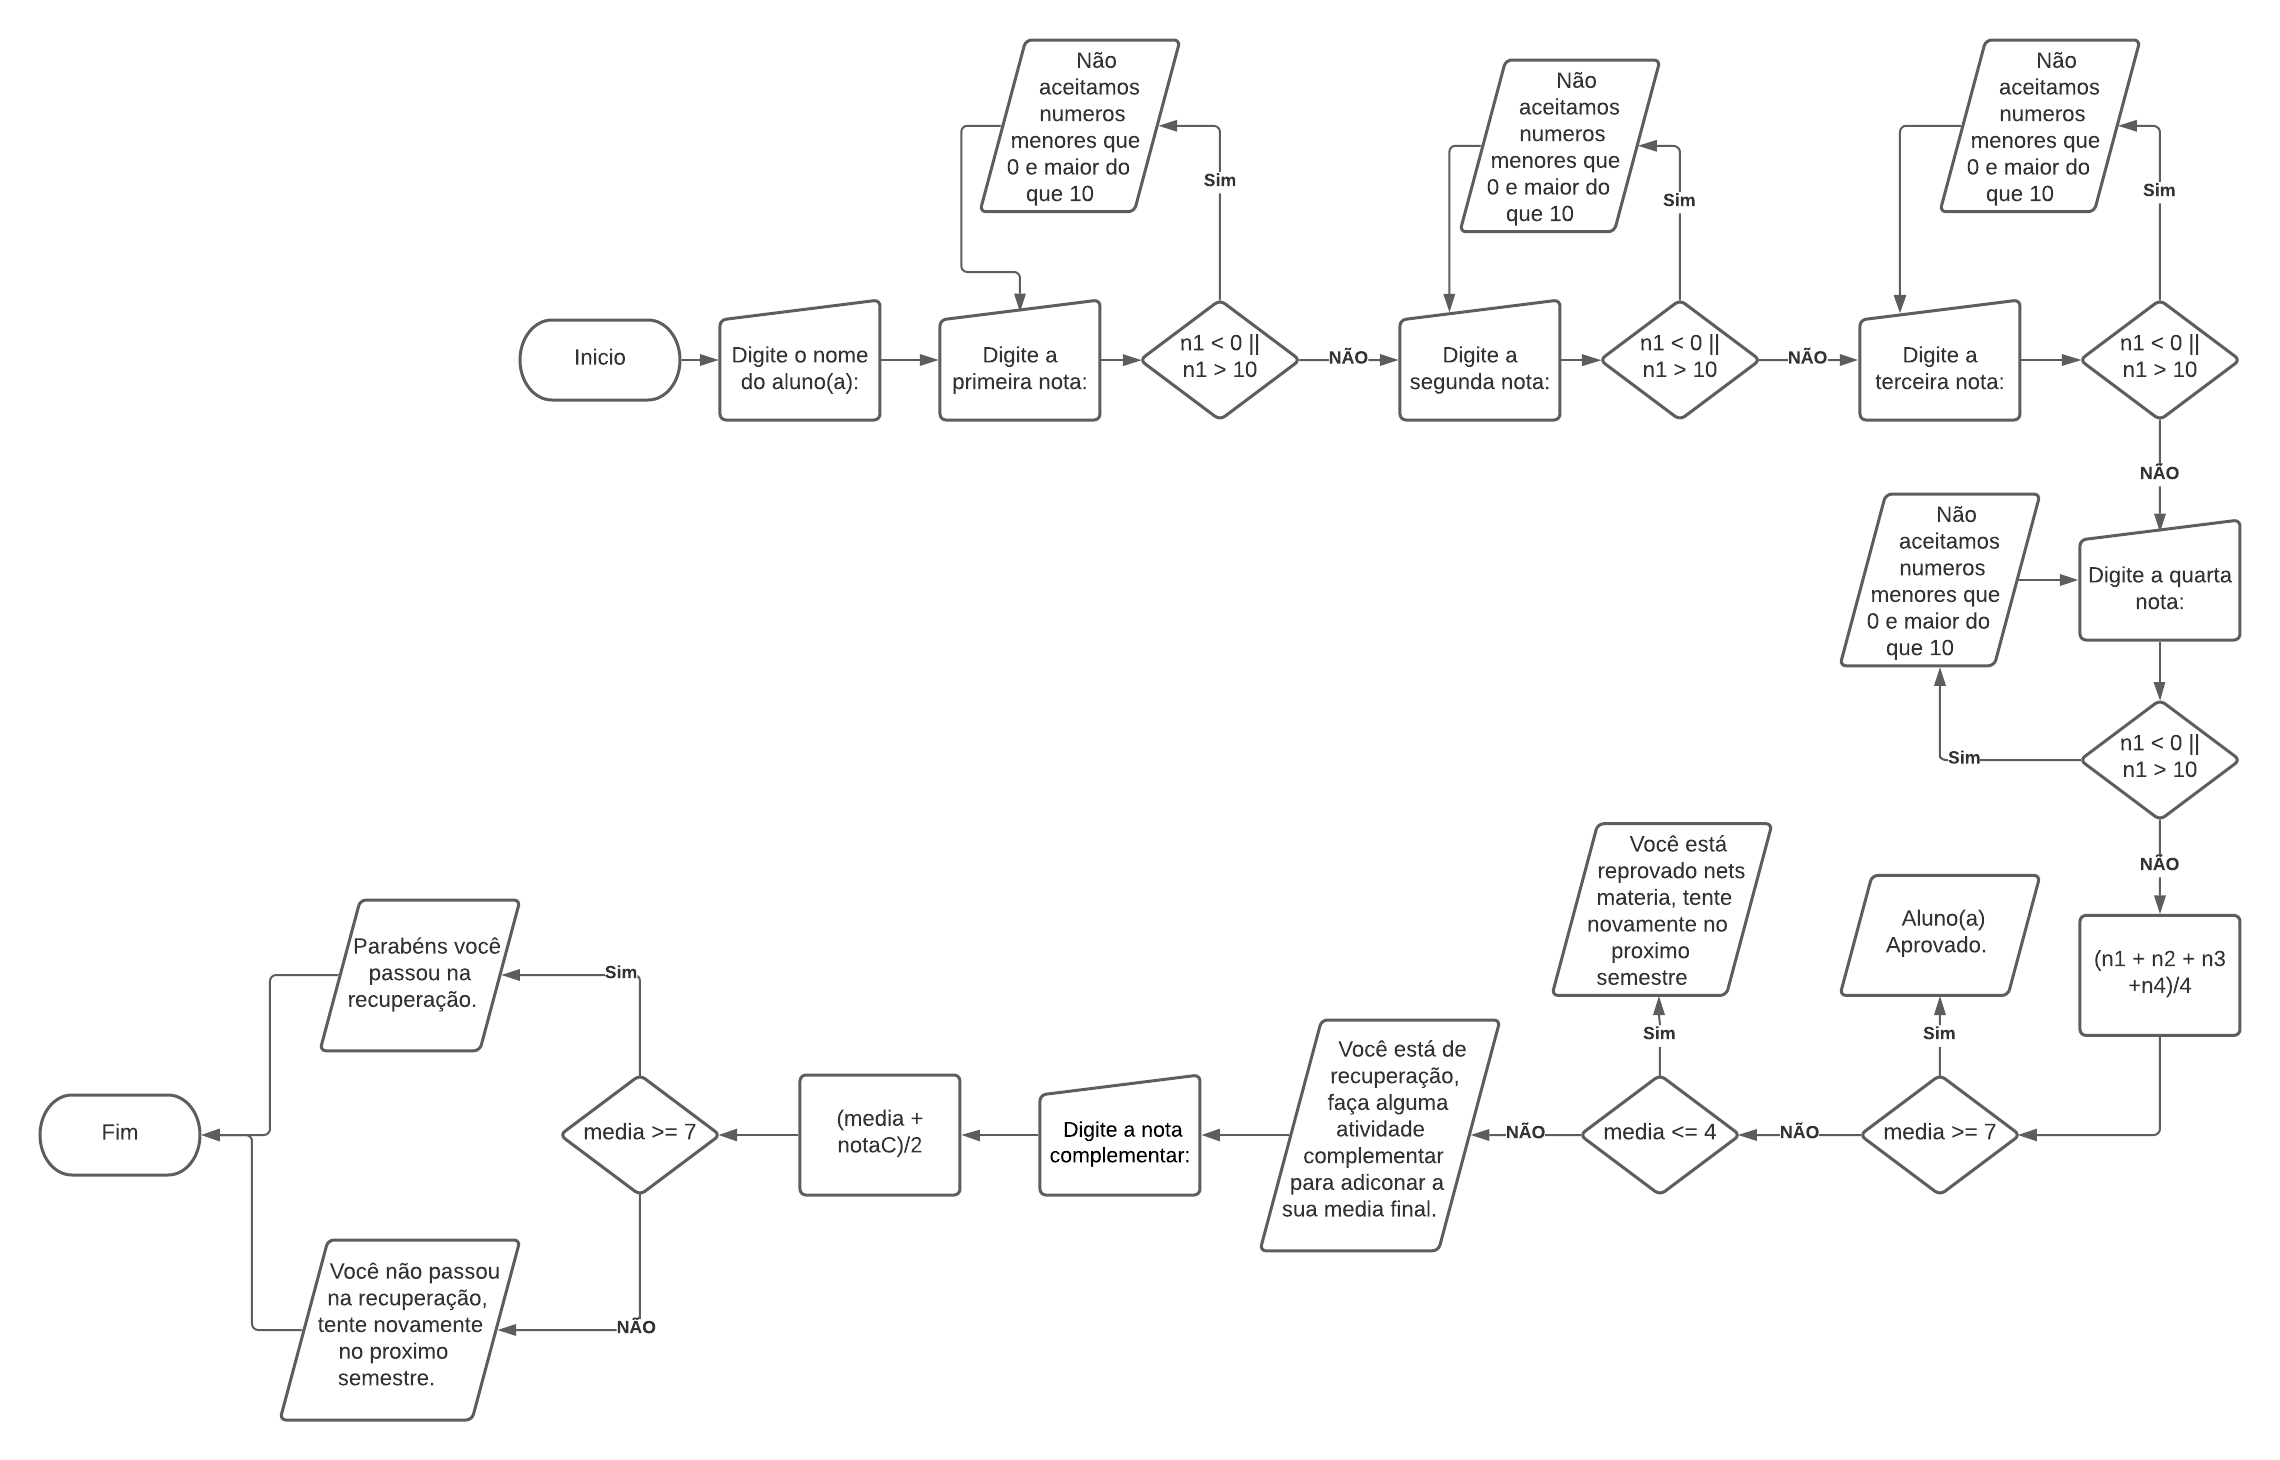 Não
aceitamos
numeros
menores que
0 e maior do
que 10
Sim
Não
aceitamos
numeros
menores que
0 e maior do
que 10
Sim
Não
aceitamos
numeros
menores que
0 e maior do
que 10
Sim
Inicio
Digite o nome
do aluno(a):
Digite a
primeira nota:
n1 < 0 ||
n1 > 10
NÃO
Digite a
segunda nota:
n1 < 0 ||
n1 > 10
NÃO
Digite a
terceira nota:
n1 < 0 ||
n1 > 10
NÃO
Não
aceitamos
numeros
menores que
0 e maior do
que 10
Digite a quarta
nota:
Sim
n1 < 0 ||
n1 > 10
NÃO
(n1 + n2 + n3
+n4)/4
Aluno(a)
Aprovado.
Sim
media >= 7
NÃO
Você está
reprovado nets
materia, tente
novamente no
proximo
semestre
Sim
media <= 4
NÃO
Você está de
recuperação,
faça alguma
atividade
complementar
para adiconar a
sua media final.
Digite a nota
complementar:
(media +
notaC)/2
media >= 7
Sim
Parabéns você
passou na
recuperação.
NÃO
Você não passou
na recuperação,
tente novamente
no proximo
semestre.
Fim